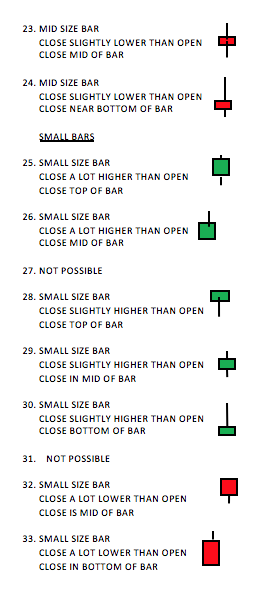 23. MID SIZE BAR
CLOSE SLIGHTLY LOWER THAN OPEN
CLOSE MID OF BAR
24. MID SIZE BAR
CLOSE SLIGHTLY LOWER THAN OPEN
CLOSE NEAR BOTTOM OF BAR
SMALL BARS
25. SMALL SIZE BAR
CLOSE A LOT HIGHER THAN OPEN
CLOSE TOP OF BAR
26. SMALL SIZE BAR
CLOSE A LOT HIGHER THAN OPEN
CLOSE MID OF BAR
27. NOT POSSIBLE
28. SMALL SIZE BAR
CLOSE SLIGHTLY HIGHER THAN OPEN
CLOSE TOP OF BAR
29. SMALL SIZE BAR
CLOSE SLIGHTLY HIGHER THAN OPEN
CLOSE IN MID OF BAR
30. SMALL SIZE BAR
CLOSE SLIGHTLY HIGHER THAN OPEN
CLOSE BOTTOM OF BAR
31. NOT POSSIBLE
32. SMALL SIZE BAR
CLOSE A LOT LOWER THAN OPEN
CLOSE IS MID OF BAR
33. SMALL SIZE BAR
CLOSE A LOT LOWER THAN OPEN
CLOSE IN BOTTOM OF BAR